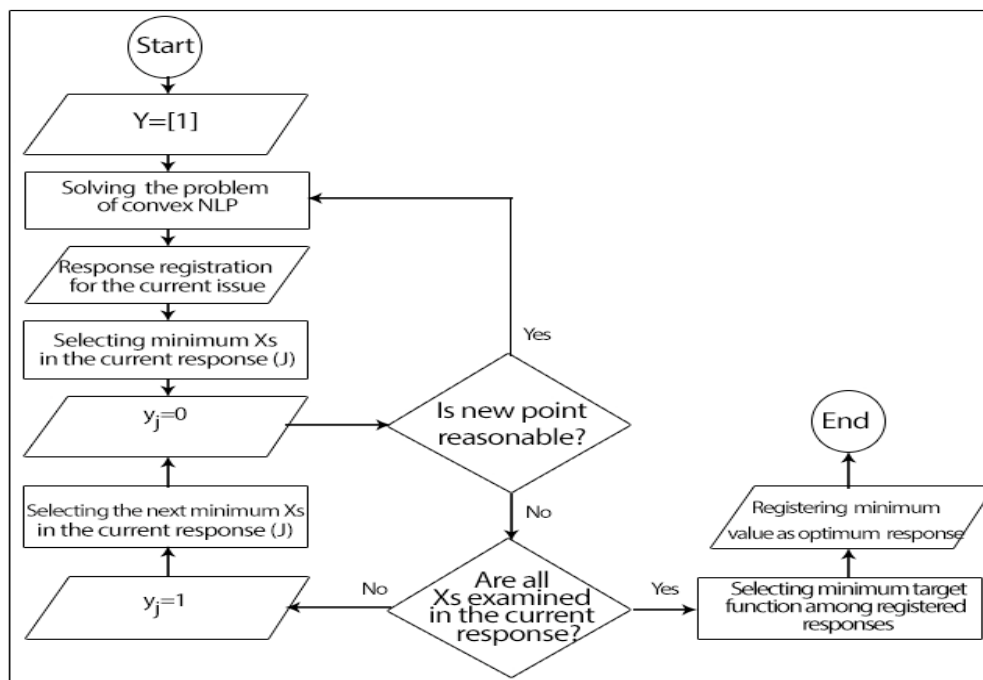 Start
Y=[1]
Solving the problem
of convex NLP
Response registration
for the current issue
Selecting minimum Xs
in the current response (J)
yj=0
Selecting the next minimum Xs
in the current response (J)
yj=1
Yes
Is new point
reasonable?
No
Are all
Xs examined
in the current
response?
No
Yes
End
Registering minimum
value as optimum response
Selecting minimum target
function among registered
responses